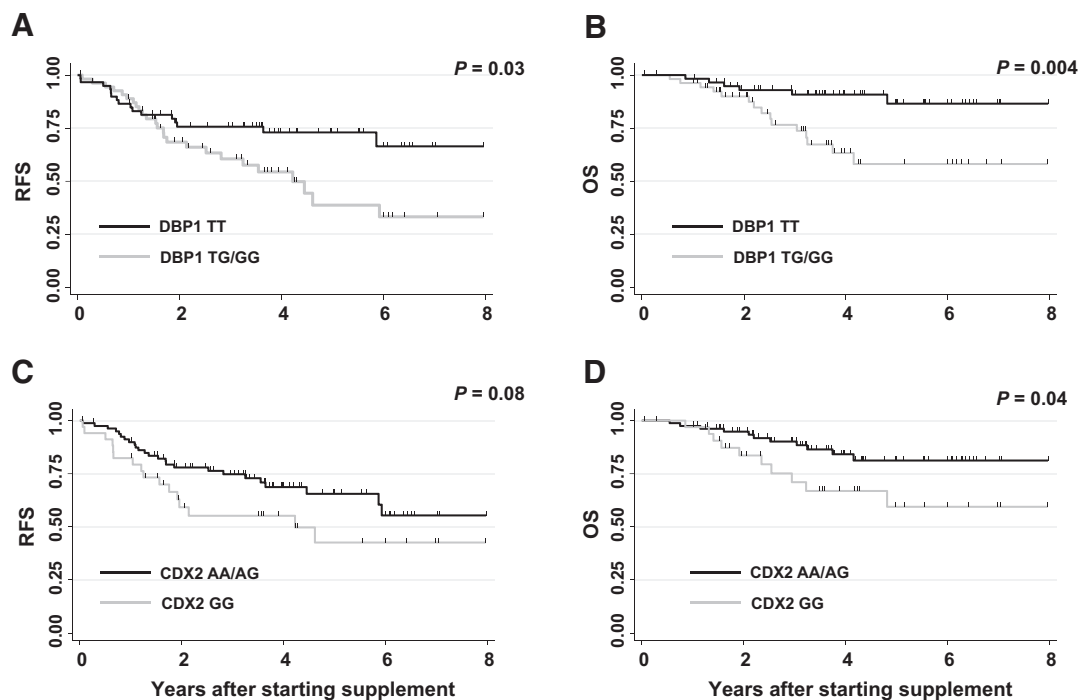 A
P = 0.03
RFS
1.00
0.75
0.50
0.25
0.00
DBP1 TT
DBP1 TG/GG
0 2 4 6 8
B
P = 0.004
OS
1.00
0.75
0.50
0.25
0.00
DBP1 TT
DBP1 TG/GG
0 2 4 6 8
C
P = 0.08
RFS
1.00
0.75
0.50
0.25
0.00
CDX2 AA/AG
CDX2 GG
0 2 4 6 8
Years after starting supplement
D
P = 0.04
OS
1.00
0.75
0.50
0.25
0.00
CDX2 AA/AG
CDX2 GG
0 2 4 6 8
Years after starting supplement